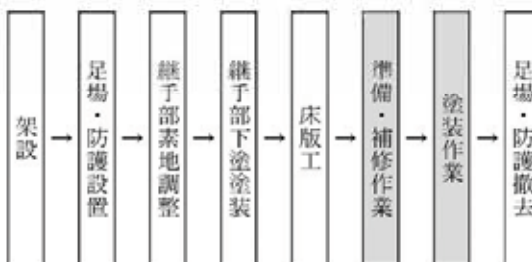 架設
足場・防護設置
継手部素地調整
継手部下塗塗装
床版工
準備・補修作業
塗装作業
足場・防護撤去